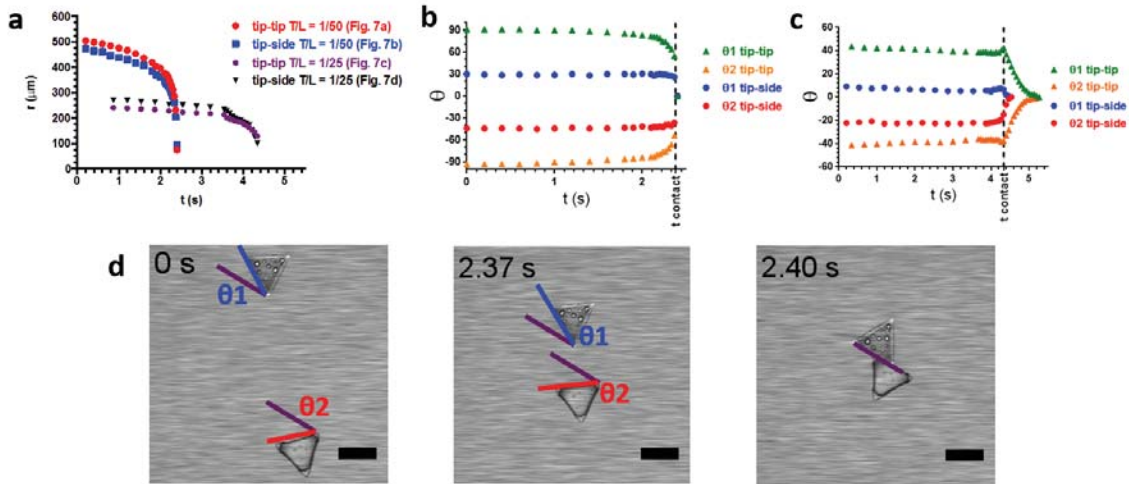 a
600
500
400
300
200
100
0
r (µm)
0 1 2 3 4 5
t (s)
tip-tip T/L = 1/50 (Fig. 7a)
tip-side T/L = 1/50 (Fig. 7b)
tip-tip T/L = 1/25 (Fig. 7c)
tip-side T/L = 1/25 (Fig. 7d)
b
90
60
30
0
-30
-60
-90
θ
0 1 2
t (s)
t contact
θ1 tip-tip
θ2 tip-tip
θ1 tip-side
θ2 tip-side
c
60
40
20
0
-20
-40
-60
θ
0 1 2 3 4 5
t (s)
t contact
θ1 tip-tip
θ2 tip-tip
θ1 tip-side
θ2 tip-side
d
0 s
θ1
θ2
2.37 s
θ1
θ2
2.40 s